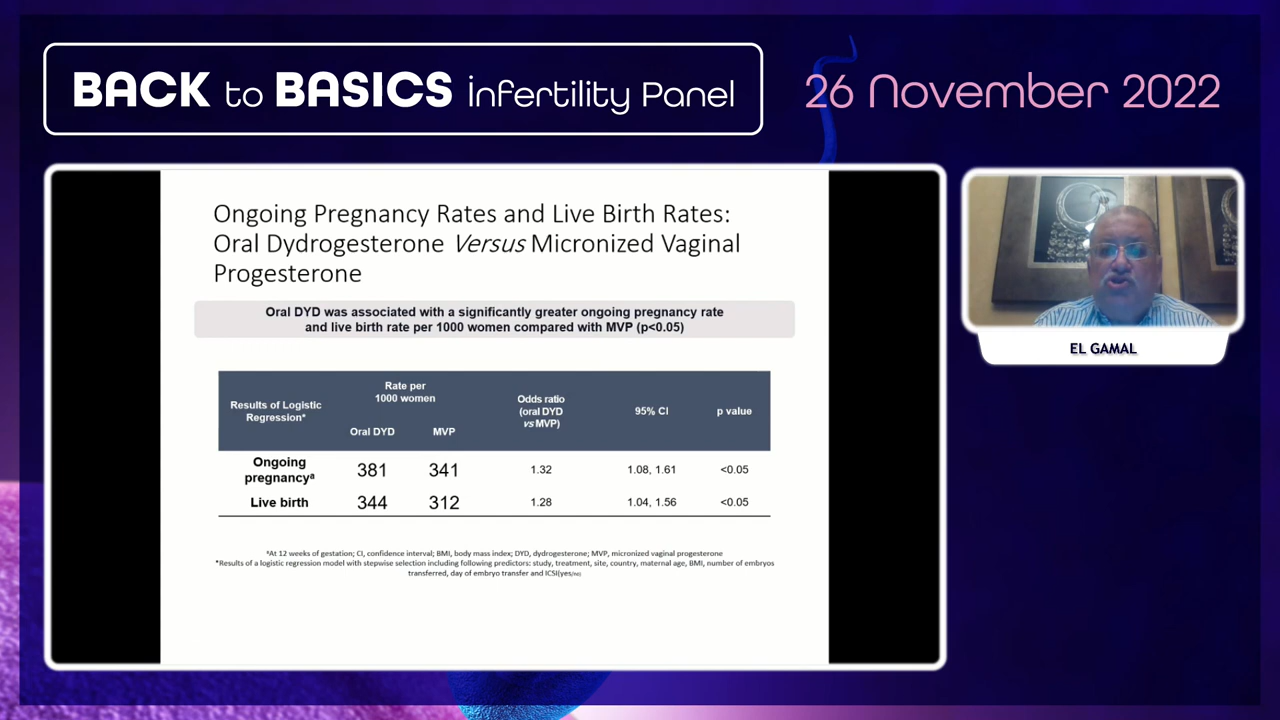 BACK to BASICS infertility Panel
26 November 2022
Ongoing Pregnancy Rates and Live Birth Rates:
Oral Dydrogesterone Versus Micronized Vaginal
Progesterone
Oral DYD was associated with a significantly greater ongoing pregnancy rate
and live birth rate per 1000 women compared with MVP (p<0.05)
Results of Logistic
Regression*
Rate per
1000 women
Oral DYD
MVP
Odds ratio
(oral DYD
vs MVP)
95% CI
p value
Ongoing
pregnancyᵃ
381
341
1.32
1.08, 1.61
<0.05
Live birth
344
312
1.28
1.04, 1.56
<0.05
ᵃAt 12 weeks of gestation; CI, confidence interval; BMI, body mass index; DYD, dydrogesterone; MVP, micronized vaginal progesterone
*Results of a logistic regression model with stepwise selection including following predictors: study, treatment, site, country, maternal age, BMI, number of embryos
transferred, day of embryo transfer and ICSI(yes/no)
EL GAMAL